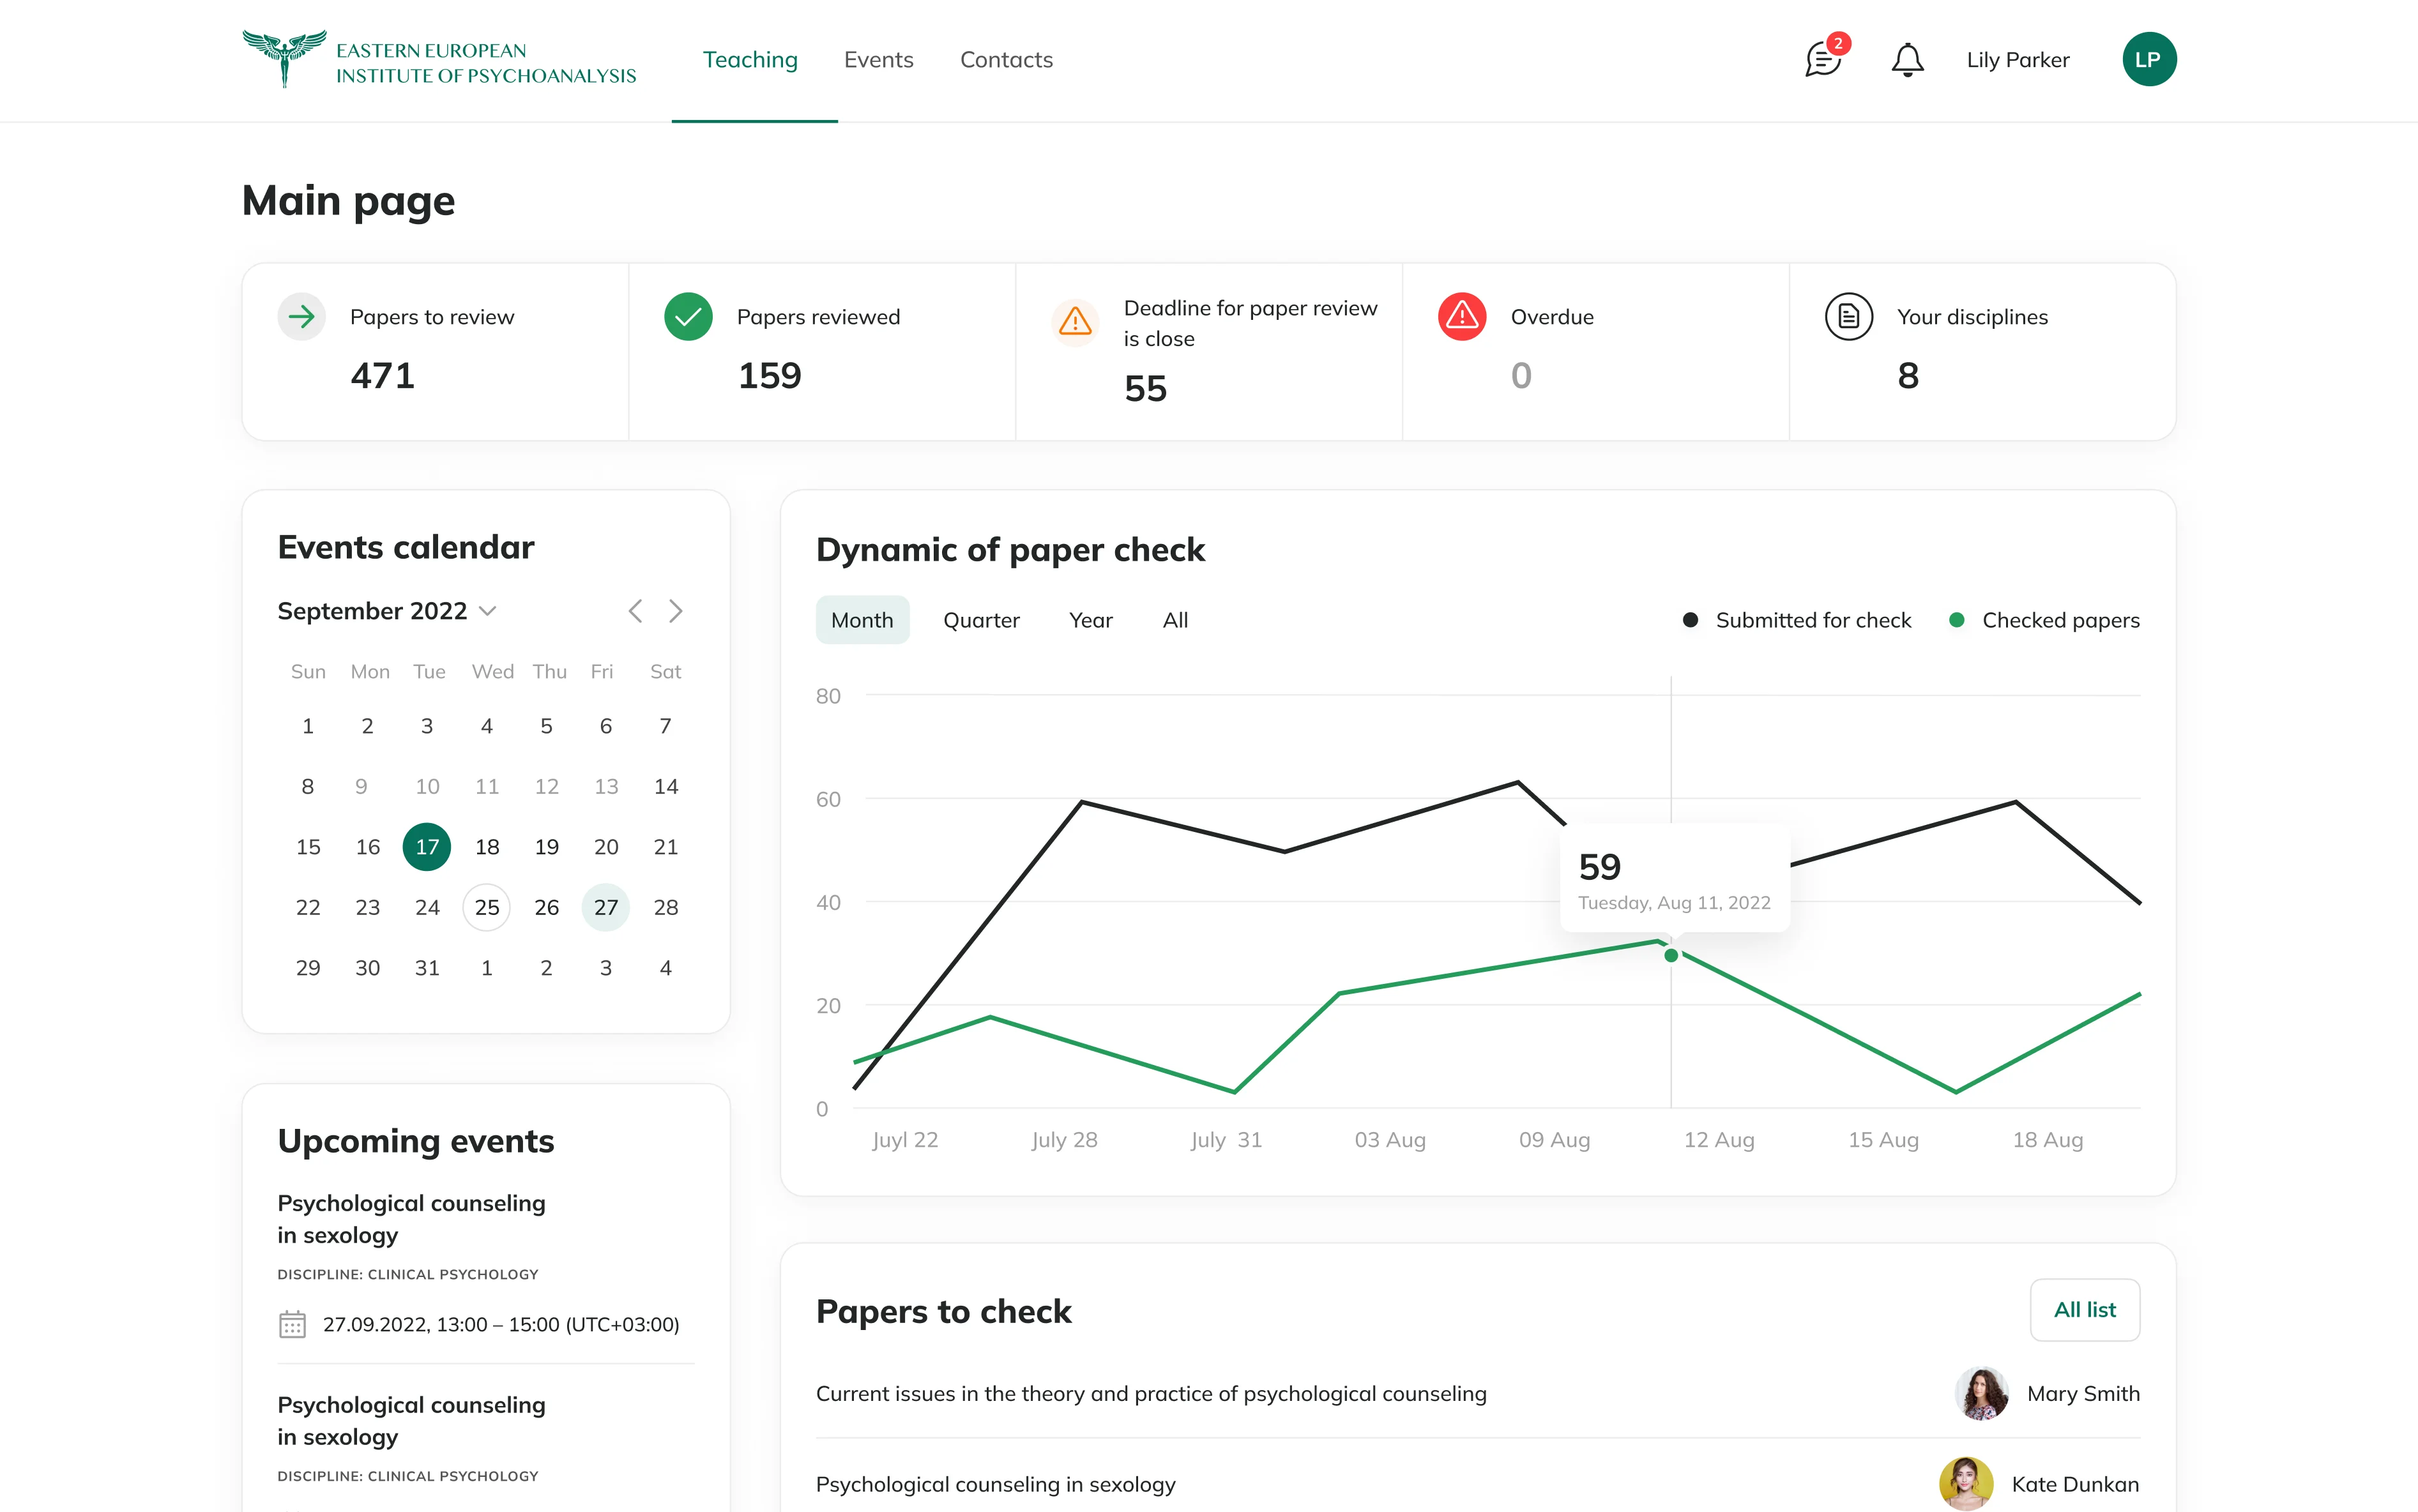 EASTERN EUROPEAN
INSTITUTE OF PSYCHOANALYSIS
Teaching
Events
Contacts
2
Lily Parker
LP
Main page
Papers to review
471
Papers reviewed
159
Deadline for paper review
is close
55
Overdue
0
Your disciplines
8
Events calendar
September 2022
Sun Mon Tue Wed Thu Fri Sat
1 2 3 4 5 6 7
8 9 10 11 12 13 14
15 16 17 18 19 20 21
22 23 24 25 26 27 28
29 30 31 1 2 3 4
Upcoming events
Psychological counseling
in sexology
DISCIPLINE: CLINICAL PSYCHOLOGY
27.09.2022, 13:00 – 15:00 (UTC+03:00)
Psychological counseling
in sexology
DISCIPLINE: CLINICAL PSYCHOLOGY
Dynamic of paper check
Month Quarter Year All
Submitted for check
Checked papers
80
60
40
20
0
59
Tuesday, Aug 11, 2022
Juyl 22 July 28 July 31 03 Aug 09 Aug 12 Aug 15 Aug 18 Aug
Papers to check
All list
Current issues in the theory and practice of psychological counseling
Mary Smith
Psychological counseling in sexology
Kate Dunkan